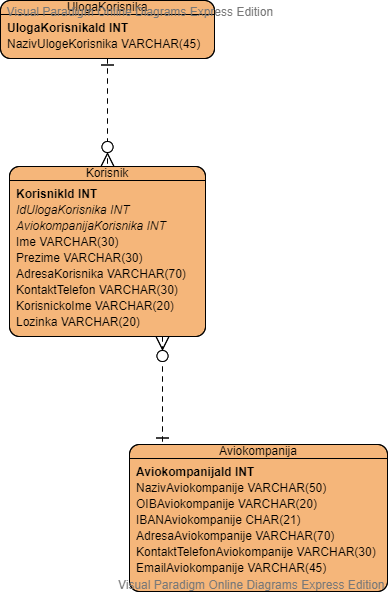 UlogaKorisnika
Visual Paradigm Online Diagrams Express Edition
UlogaKorisnikaId INT
NazivUlogeKorisnika VARCHAR(45)
Korisnik
KorisnikId INT
IdUlogaKorisnika INT
AviokompanijaKorisnika INT
Ime VARCHAR(30)
Prezime VARCHAR(30)
AdresaKorisnika VARCHAR(70)
KontaktTelefon VARCHAR(30)
KorisnickoIme VARCHAR(20)
Lozinka VARCHAR(20)
Aviokompanija
AviokompanijaId INT
NazivAviokompanije VARCHAR(50)
OIBAviokompanije VARCHAR(20)
IBANAviokompanije CHAR(21)
AdresaAviokompanije VARCHAR(70)
KontaktTelefonAviokompanije VARCHAR(30)
EmailAviokompanije VARCHAR(45)
Visual Paradigm Online Diagrams Express Edition